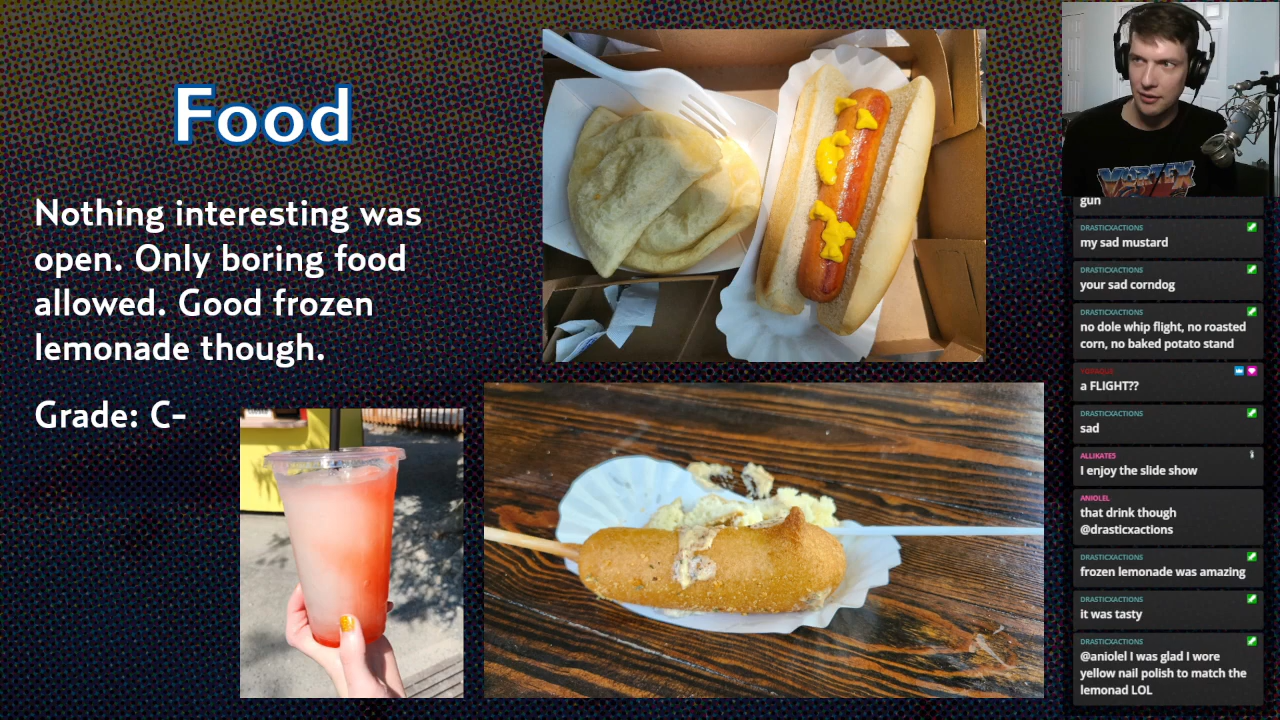 Food
Nothing interesting was
open. Only boring food
allowed. Good frozen
lemonade though.
Grade: C-
VORTEX
gun
DRASTICXACTIONS
my sad mustard
DRASTICXACTIONS
your sad corndog
DRASTICXACTIONS
no dole whip flight, no roasted
corn, no baked potato stand
a FLIGHT??
DRASTICXACTIONS
sad
ALLIKATES
I enjoy the slide show
ANIOLEL
that drink though
@drasticxactions
DRASTICXACTIONS
frozen lemonade was amazing
DRASTICXACTIONS
it was tasty
DRASTICXACTIONS
@aniolel I was glad I wore
yellow nail polish to match the
lemonad LOL